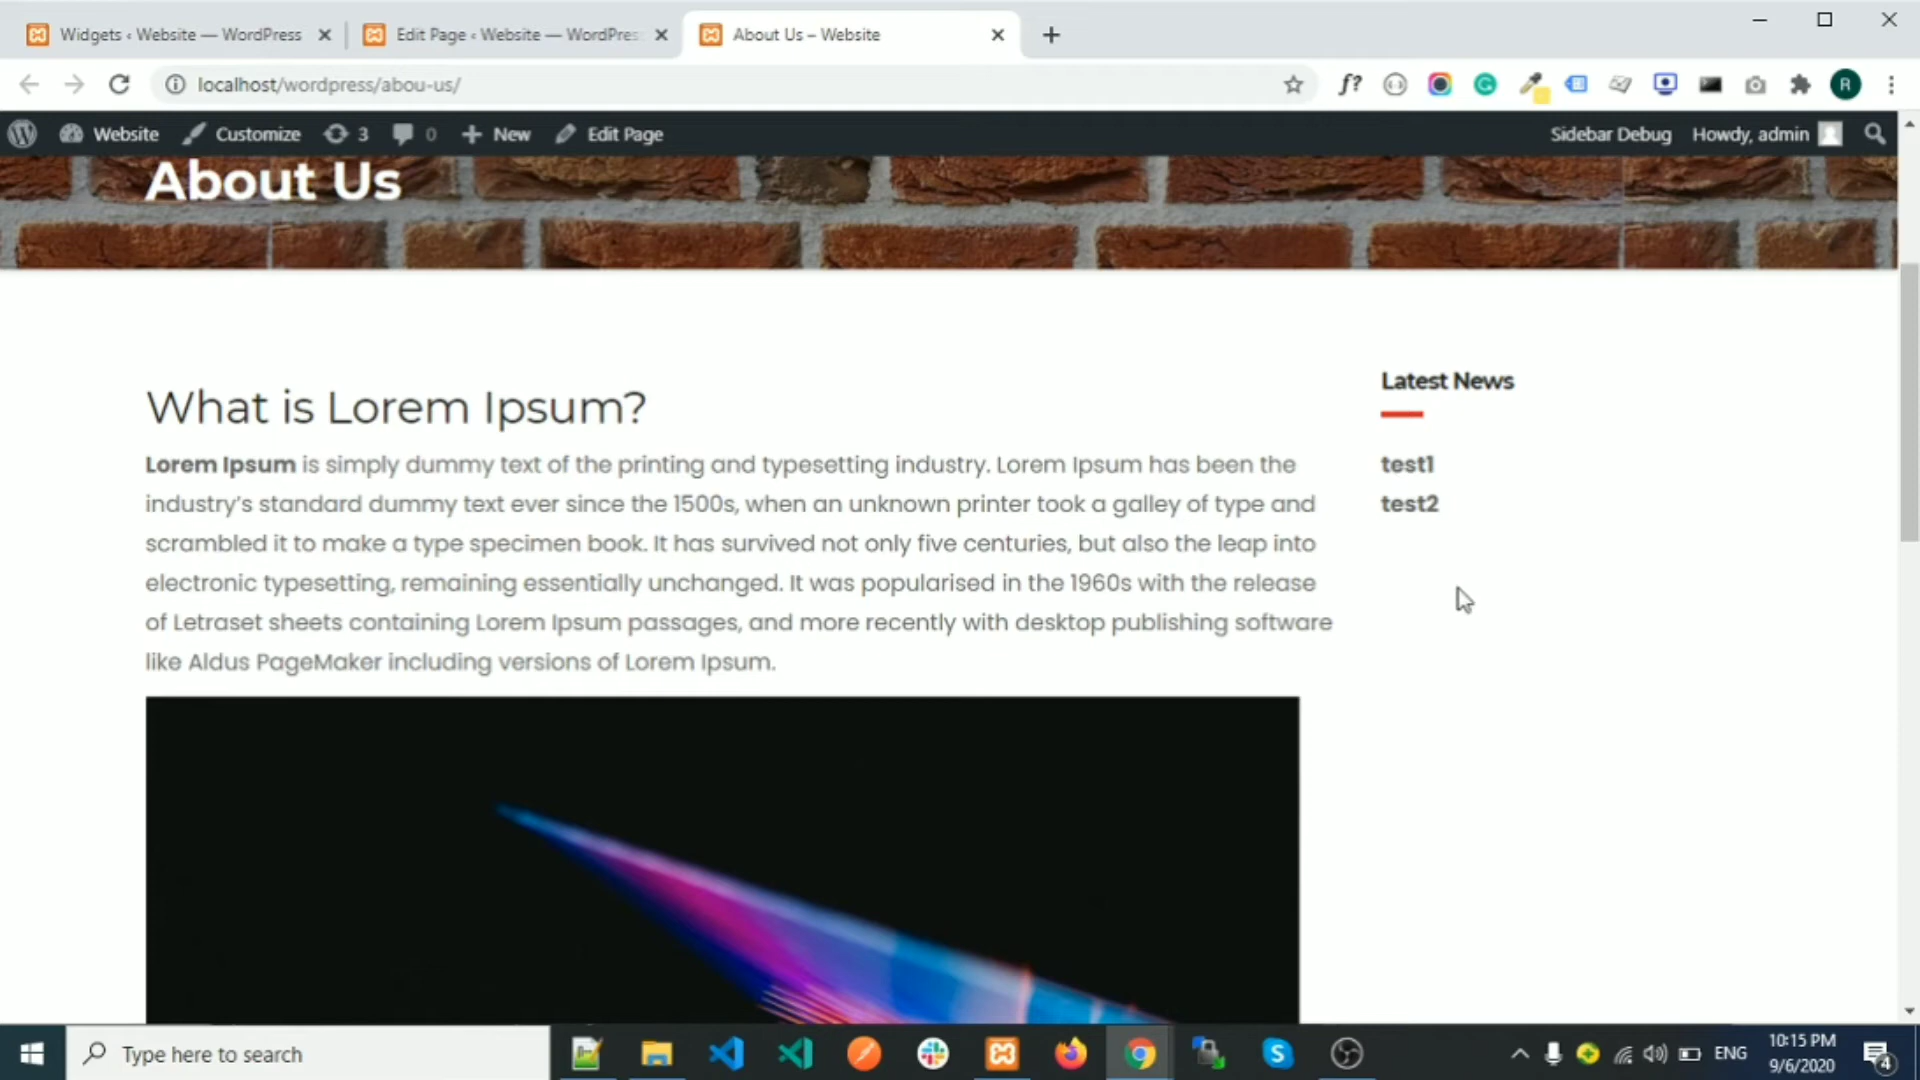 Widgets ‹ Website — WordPress
Edit Page ‹ Website — WordPres
About Us – Website
localhost/wordpress/abou-us/
f?
R
Website
Customize
3
0
New
Edit Page
Sidebar Debug
Howdy, admin
About Us
What is Lorem Ipsum?
Lorem Ipsum is simply dummy text of the printing and typesetting industry. Lorem Ipsum has been the
industry's standard dummy text ever since the 1500s, when an unknown printer took a galley of type and
scrambled it to make a type specimen book. It has survived not only five centuries, but also the leap into
electronic typesetting, remaining essentially unchanged. It was popularised in the 1960s with the release
of Letraset sheets containing Lorem Ipsum passages, and more recently with desktop publishing software
like Aldus PageMaker including versions of Lorem Ipsum.
Latest News
test1
test2
Type here to search
ENG
10:15 PM
9/6/2020
4